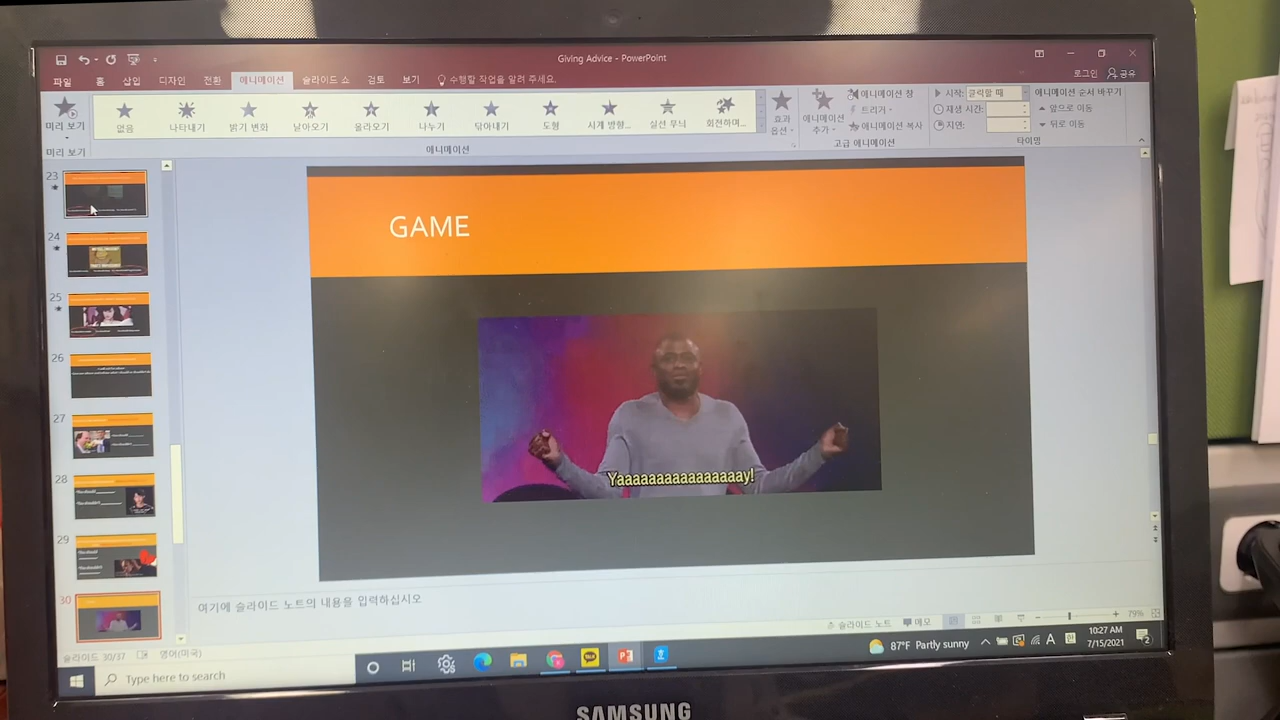 Giving Advice - PowerPoint
파일 홈 삽입 디자인 전환 애니메이션 슬라이드 쇼 검토 보기 수행할 작업을 알려 주세요.
로그인 공유
미리 보기
없음 나타내기 밝기 변화 날아오기 올라오기 나누기 닦아내기 도형 시계 방향... 실선 무늬 회전하며...
효과 옵션
애니메이션 추가
애니메이션 창
트리거
애니메이션 복사
시작: 클릭할 때
재생 시간:
지연:
애니메이션 순서 바꾸기
앞으로 이동
뒤로 이동
미리 보기 애니메이션 고급 애니메이션 타이밍
23
24
25
26
27
28
29
30
GAME
Yaaaaaaaaaaaaaaaay!
여기에 슬라이드 노트의 내용을 입력하십시오
슬라이드 30/37 영어(미국)
슬라이드 노트 메모 79%
Type here to search
87°F Partly sunny
A
10:27 AM
7/15/2021
2
SAMSUNG